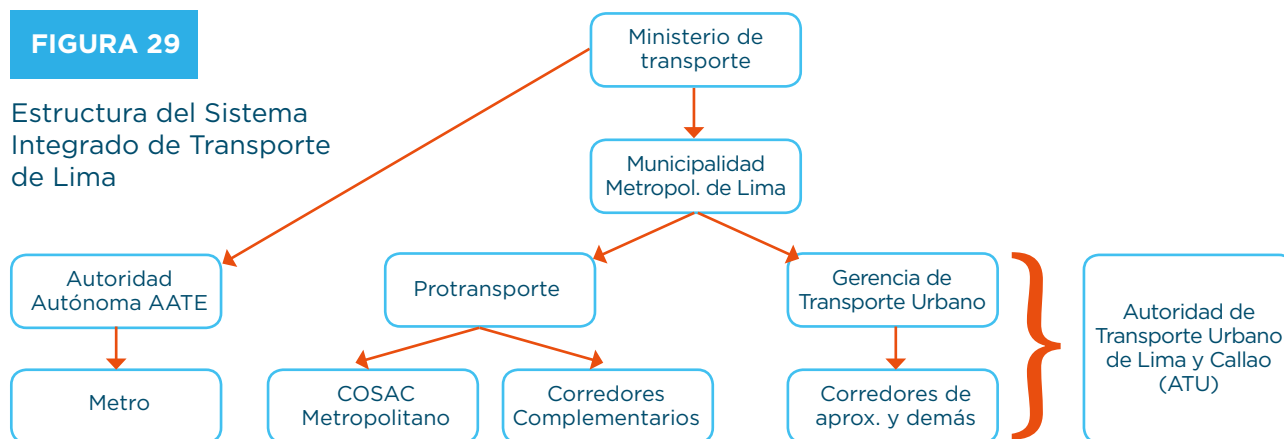 FIGURA 29
Estructura del Sistema
Integrado de Transporte
de Lima
Ministerio de
transporte
Municipalidad
Metropol. de Lima
Autoridad
Autónoma AATE
Protransporte
Gerencia de
Transporte Urbano
Metro
COSAC
Metropolitano
Corredores
Complementarios
Corredores de
aprox. y demás
Autoridad de
Transporte Urbano
de Lima y Callao
(ATU)